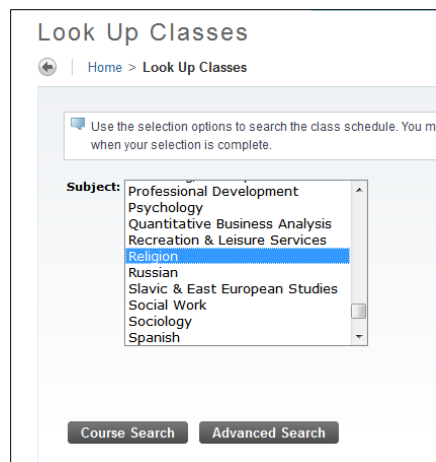 Look Up Classes
Home > Look Up Classes
Use the selection options to search the class schedule. You m
when your selection is complete.
Subject:
Professional Development
Psychology
Quantitative Business Analysis
Recreation & Leisure Services
Religion
Russian
Slavic & East European Studies
Social Work
Sociology
Spanish
Course Search Advanced Search